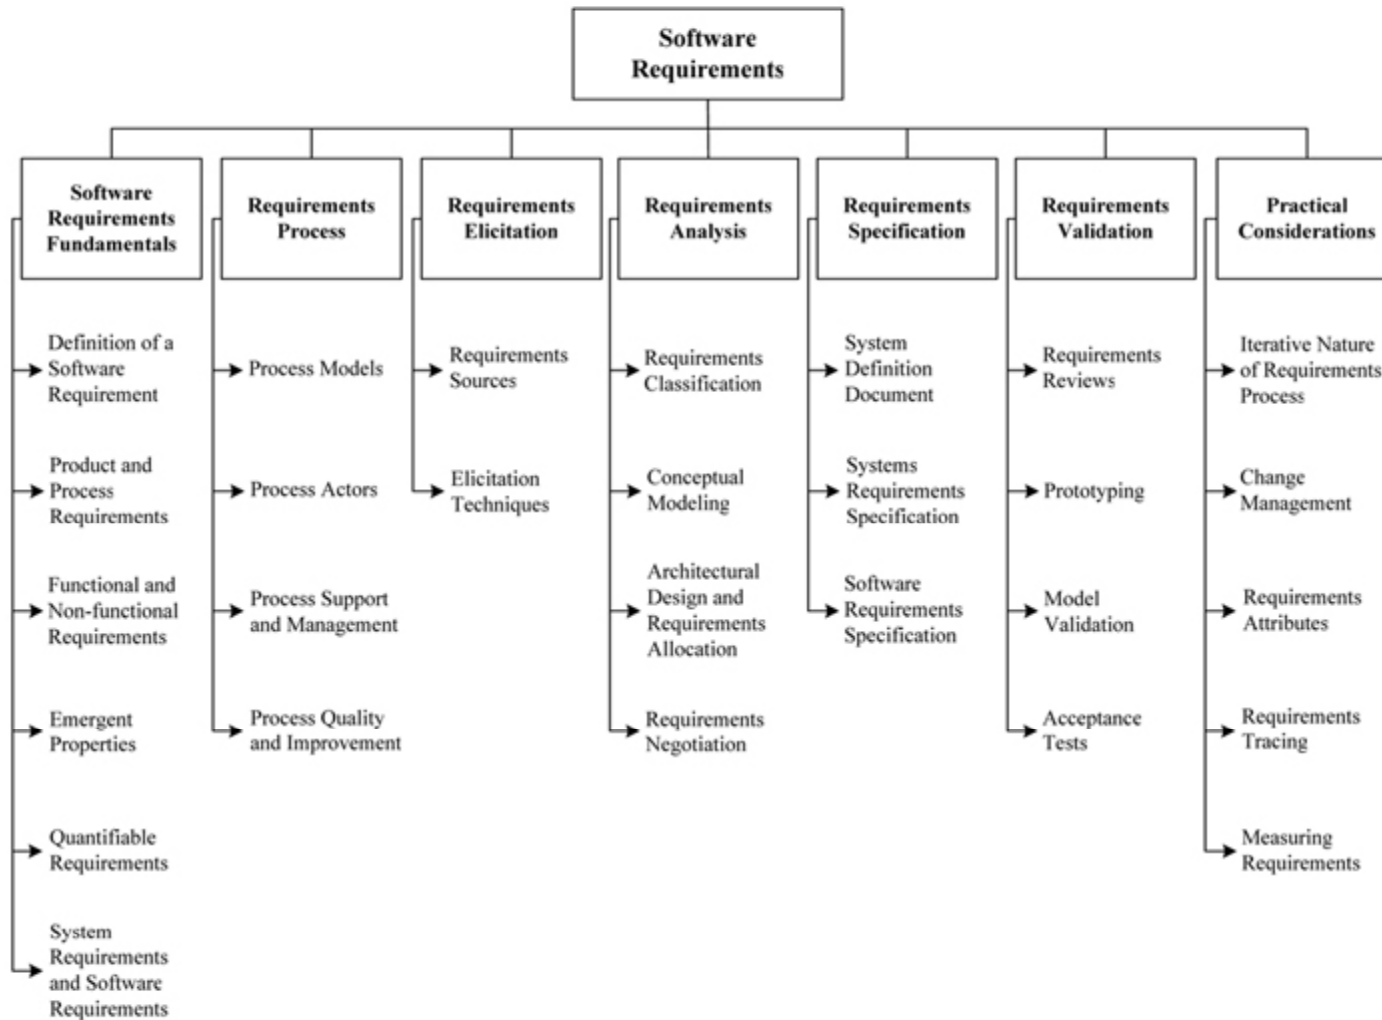 Software
Requirements
Software
Requirements
Fundamentals
Requirements
Process
Requirements
Elicitation
Requirements
Analysis
Requirements
Specification
Requirements
Validation
Practical
Considerations
Definition of a
Software
Requirement
Product and
Process
Requirements
Functional and
Non-functional
Requirements
Emergent
Properties
Quantifiable
Requirements
System
Requirements
and Software
Requirements
Process Models
Process Actors
Process Support
and Management
Process Quality
and Improvement
Requirements
Sources
Elicitation
Techniques
Requirements
Classification
Conceptual
Modeling
Architectural
Design and
Requirements
Allocation
Requirements
Negotiation
System
Definition
Document
Systems
Requirements
Specification
Software
Requirements
Specification
Requirements
Reviews
Prototyping
Model
Validation
Acceptance
Tests
Iterative Nature
of Requirements
Process
Change
Management
Requirements
Attributes
Requirements
Tracing
Measuring
Requirements